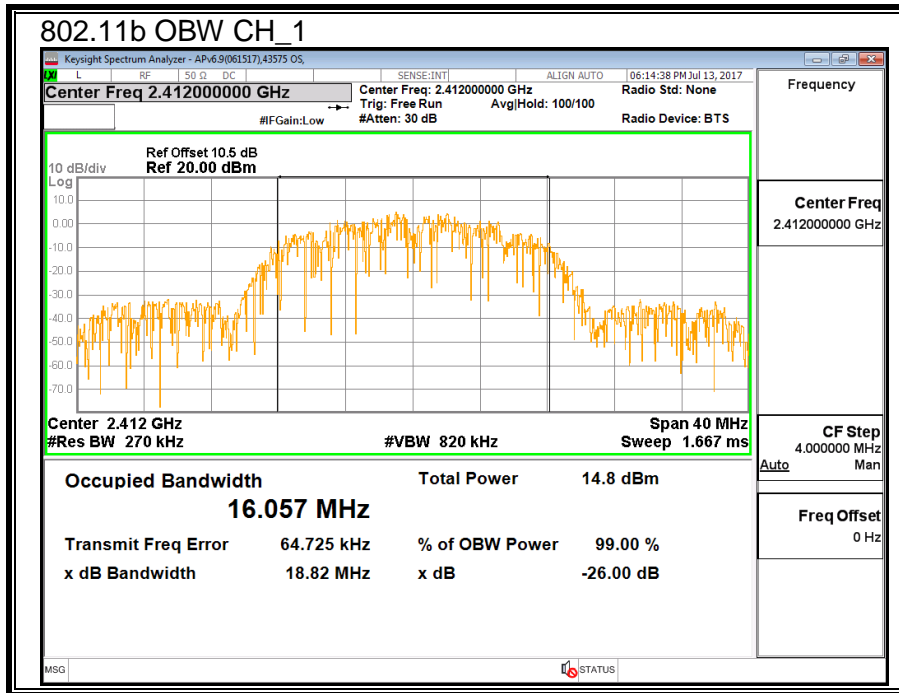 802.11b OBW CH_1
Keysight Spectrum Analyzer - APv6.9(061517),43575 OS,
LXI L RF 50 Ω DC SENSE:INT ALIGN AUTO 06:14:38 PM Jul 13, 2017
Center Freq 2.412000000 GHz Center Freq: 2.412000000 GHz Radio Std: None
Trig: Free Run Avg|Hold: 100/100
#IFGain:Low #Atten: 30 dB Radio Device: BTS
Frequency
Ref Offset 10.5 dB
10 dB/div Ref 20.00 dBm
Log
10.0
0.00
-10.0
-20.0
-30.0
-40.0
-50.0
-60.0
-70.0
Center 2.412 GHz Span 40 MHz
#Res BW 270 kHz #VBW 820 kHz Sweep 1.667 ms
Center Freq
2.412000000 GHz
CF Step
4.000000 MHz
Auto Man
Freq Offset
0 Hz
Occupied Bandwidth Total Power 14.8 dBm
16.057 MHz
Transmit Freq Error 64.725 kHz % of OBW Power 99.00 %
x dB Bandwidth 18.82 MHz x dB -26.00 dB
MSG STATUS